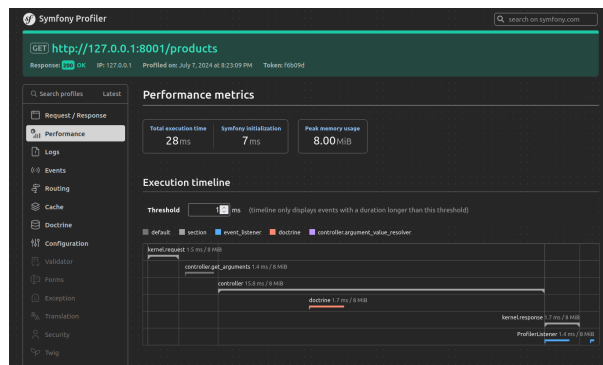 Symfony Profiler
search on symfony.com
GET http://127.0.0.1:8001/products
Response: 200 OK IP: 127.0.0.1 Profiled on: July 7, 2024 at 8:23:09 PM Token: f6b09d
Search profiles Latest
Request / Response
Performance
Logs
Events
Routing
Cache
Doctrine
Configuration
Validator
Forms
Exception
Translation
Security
Twig
Performance metrics
Total execution time
28 ms
Symfony initialization
7 ms
Peak memory usage
8.00 MiB
Execution timeline
Threshold 1 ms (timeline only displays events with a duration longer than this threshold)
default section event_listener doctrine controller.argument_value_resolver
kernel.request 1.5 ms / 8 MiB
controller.get_arguments 1.4 ms / 8 MiB
controller 15.8 ms / 8 MiB
doctrine 1.7 ms / 8 MiB
kernel.response 1.7 ms / 8 MiB
ProfilerListener 1.4 ms / 8 MiB